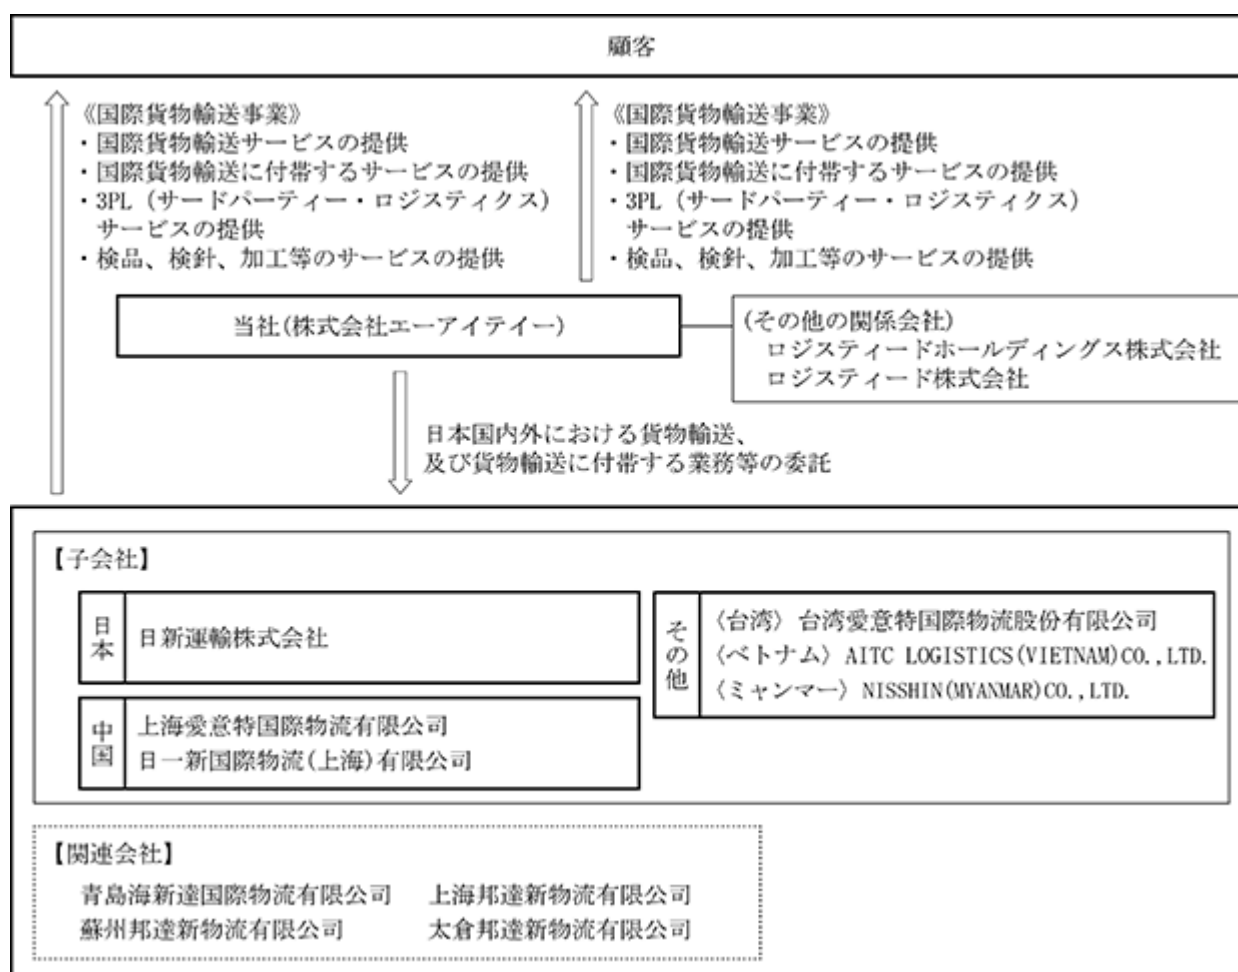 顧客
《国際貨物輸送事業》
・国際貨物輸送サービスの提供
・国際貨物輸送に付帯するサービスの提供
・3PL（サードパーティー・ロジスティクス）
サービスの提供
・検品、検針、加工等のサービスの提供
《国際貨物輸送事業》
・国際貨物輸送サービスの提供
・国際貨物輸送に付帯するサービスの提供
・3PL（サードパーティー・ロジスティクス）
サービスの提供
・検品、検針、加工等のサービスの提供
当社(株式会社エーアイテイー)
(その他の関係会社)
ロジスティードホールディングス株式会社
ロジスティード株式会社
日本国内外における貨物輸送、
及び貨物輸送に付帯する業務等の委託
【子会社】
日本
日新運輸株式会社
中国
上海愛意特国際物流有限公司
日一新国際物流(上海)有限公司
その他
〈台湾〉台湾愛意特国際物流股份有限公司
〈ベトナム〉AITC LOGISTICS(VIETNAM)CO.,LTD.
〈ミャンマー〉NISSHIN(MYANMAR)CO.,LTD.
【関連会社】
青島海新達国際物流有限公司 上海邦達新物流有限公司
蘇州邦達新物流有限公司 太倉邦達新物流有限公司